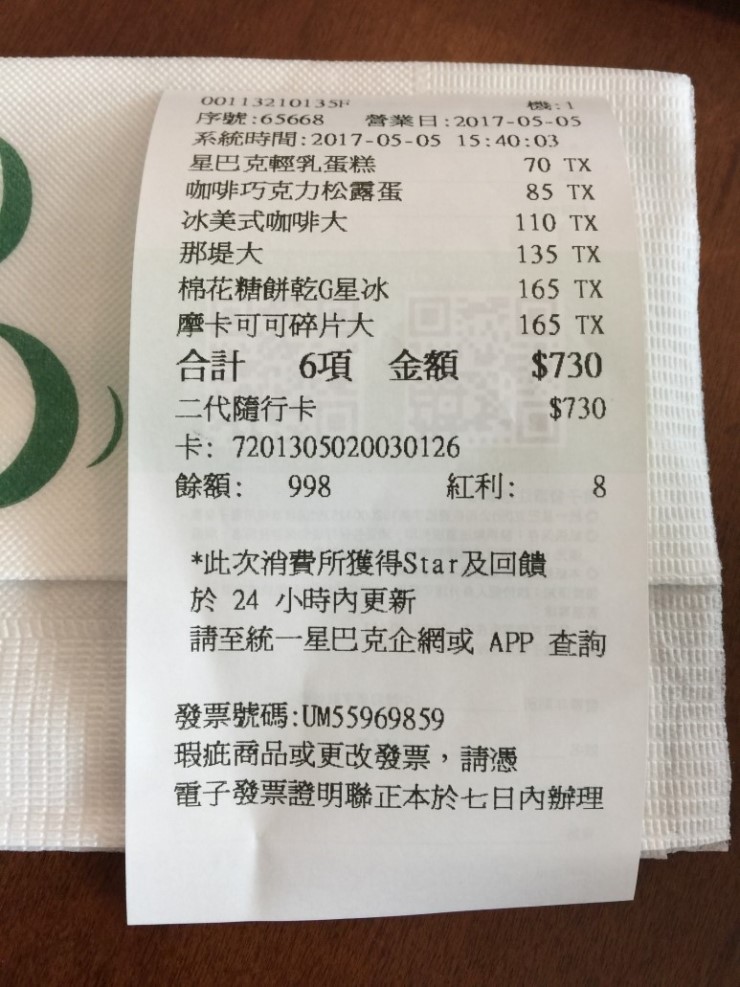 00113210135F 機:1
序號:65668 營業日:2017-05-05
系統時間:2017-05-05 15:40:03
星巴克輕乳蛋糕 70 TX
咖啡巧克力松露蛋 85 TX
冰美式咖啡大 110 TX
那堤大 135 TX
棉花糖餅乾G星冰 165 TX
摩卡可可碎片大 165 TX
合計 6項 金額 $730
二代隨行卡 $730
卡: 7201305020030126
餘額: 998 紅利: 8
*此次消費所獲得Star及回饋
於 24 小時內更新
請至統一星巴克企網或 APP 查詢
發票號碼:UM55969859
瑕疵商品或更改發票，請憑
電子發票證明聯正本於七日內辦理